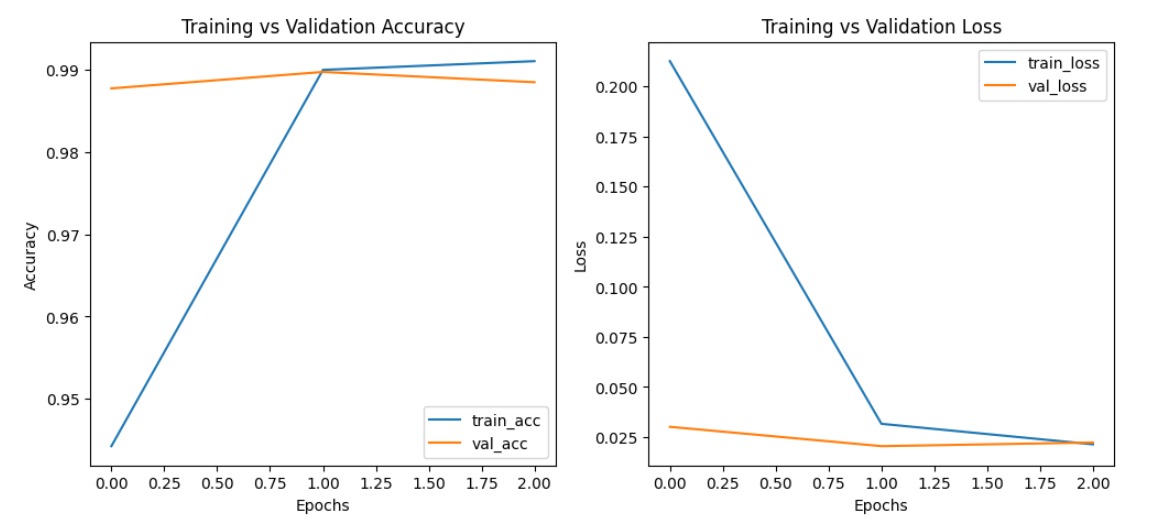 Training vs Validation Accuracy
0.99
0.98
0.97
0.96
0.95
Accuracy
train_acc
val_acc
0.00 0.25 0.50 0.75 1.00 1.25 1.50 1.75 2.00
Epochs
Training vs Validation Loss
train_loss
val_loss
0.200
0.175
0.150
0.125
0.100
0.075
0.050
0.025
Loss
0.00 0.25 0.50 0.75 1.00 1.25 1.50 1.75 2.00
Epochs